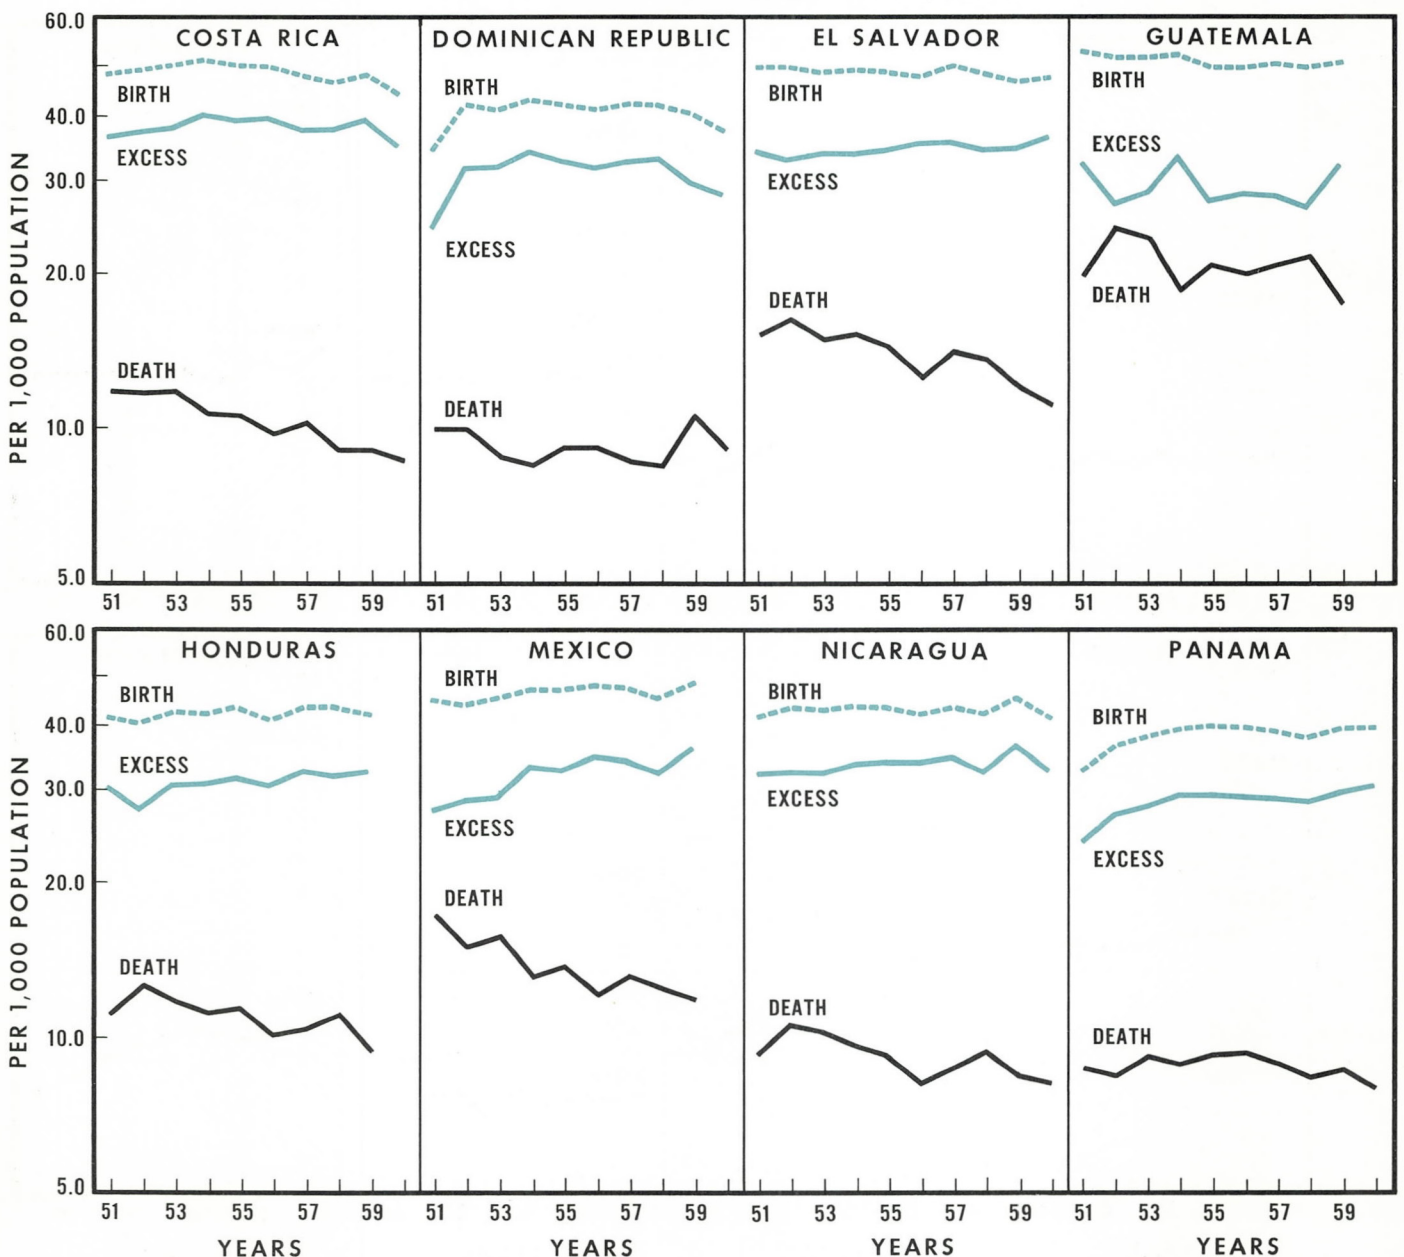 60.0
COSTA RICA
DOMINICAN REPUBLIC
EL SALVADOR
GUATEMALA
BIRTH
BIRTH
BIRTH
BIRTH
40.0
EXCESS
EXCESS
EXCESS
EXCESS
30.0
20.0
DEATH
DEATH
DEATH
DEATH
10.0
5.0
PER 1,000 POPULATION
51 53 55 57 59
51 53 55 57 59
51 53 55 57 59
51 53 55 57 59
60.0
HONDURAS
MEXICO
NICARAGUA
PANAMA
BIRTH
BIRTH
BIRTH
BIRTH
40.0
EXCESS
EXCESS
EXCESS
EXCESS
30.0
20.0
DEATH
DEATH
DEATH
DEATH
10.0
5.0
PER 1,000 POPULATION
51 53 55 57 59
51 53 55 57 59
51 53 55 57 59
51 53 55 57 59
YEARS
YEARS
YEARS
YEARS